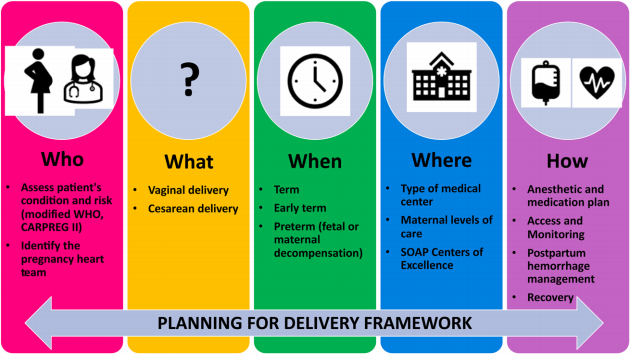 ?
Who
• Assess patient's
condition and risk
(modified WHO,
CARPREG II)
• Identify the
pregnancy heart
team
What
• Vaginal delivery
• Cesarean delivery
When
• Term
• Early term
• Preterm (fetal or
maternal
decompensation)
Where
• Type of medical
center
• Maternal levels of
care
• SOAP Centers of
Excellence
How
• Anesthetic and
medication plan
• Access and
Monitoring
• Postpartum
hemorrhage
management
• Recovery
PLANNING FOR DELIVERY FRAMEWORK